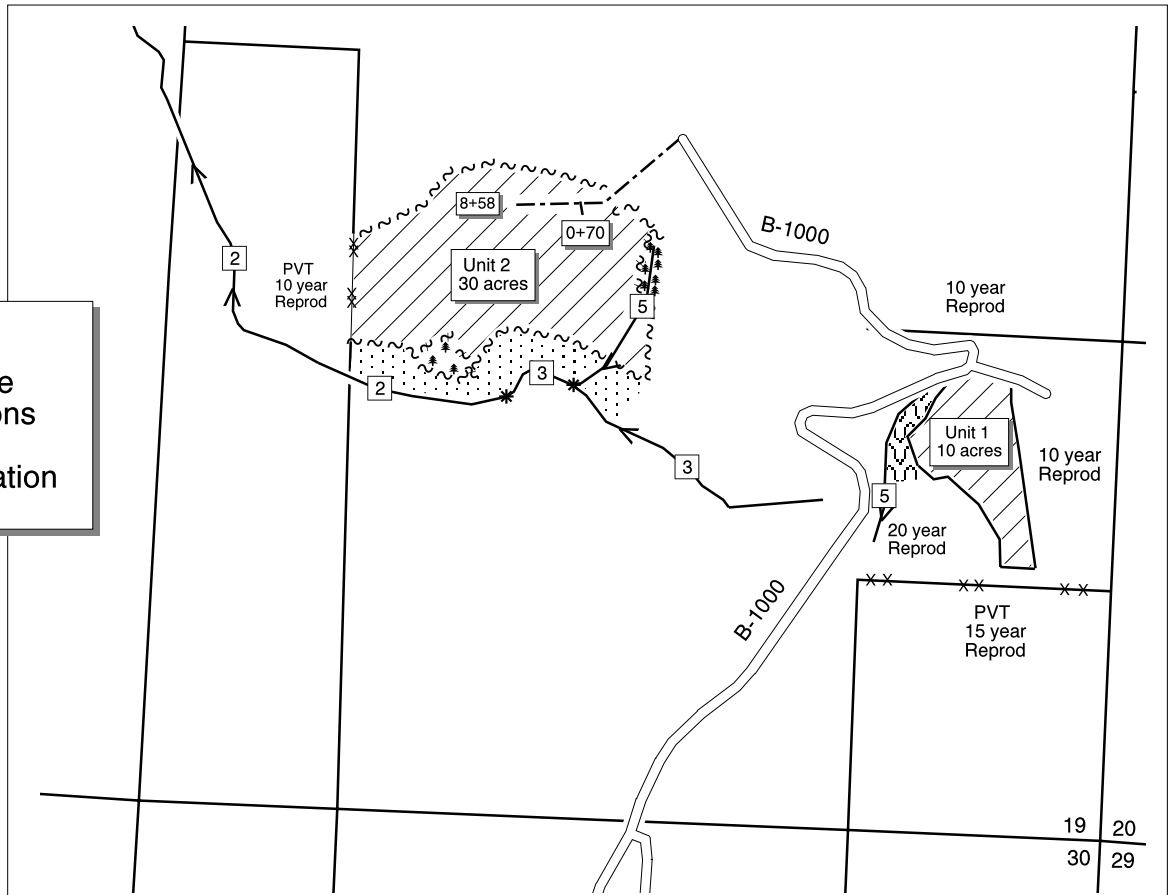 B-1000
8+58
0+70
2
PVT
10 year
Reprod
Unit 2
30 acres
5
10 year
Reprod
3
2
Unit 1
10 acres
10 year
Reprod
3
5
20 year
Reprod
B-1000
PVT
15 year
Reprod
19 20
30 29